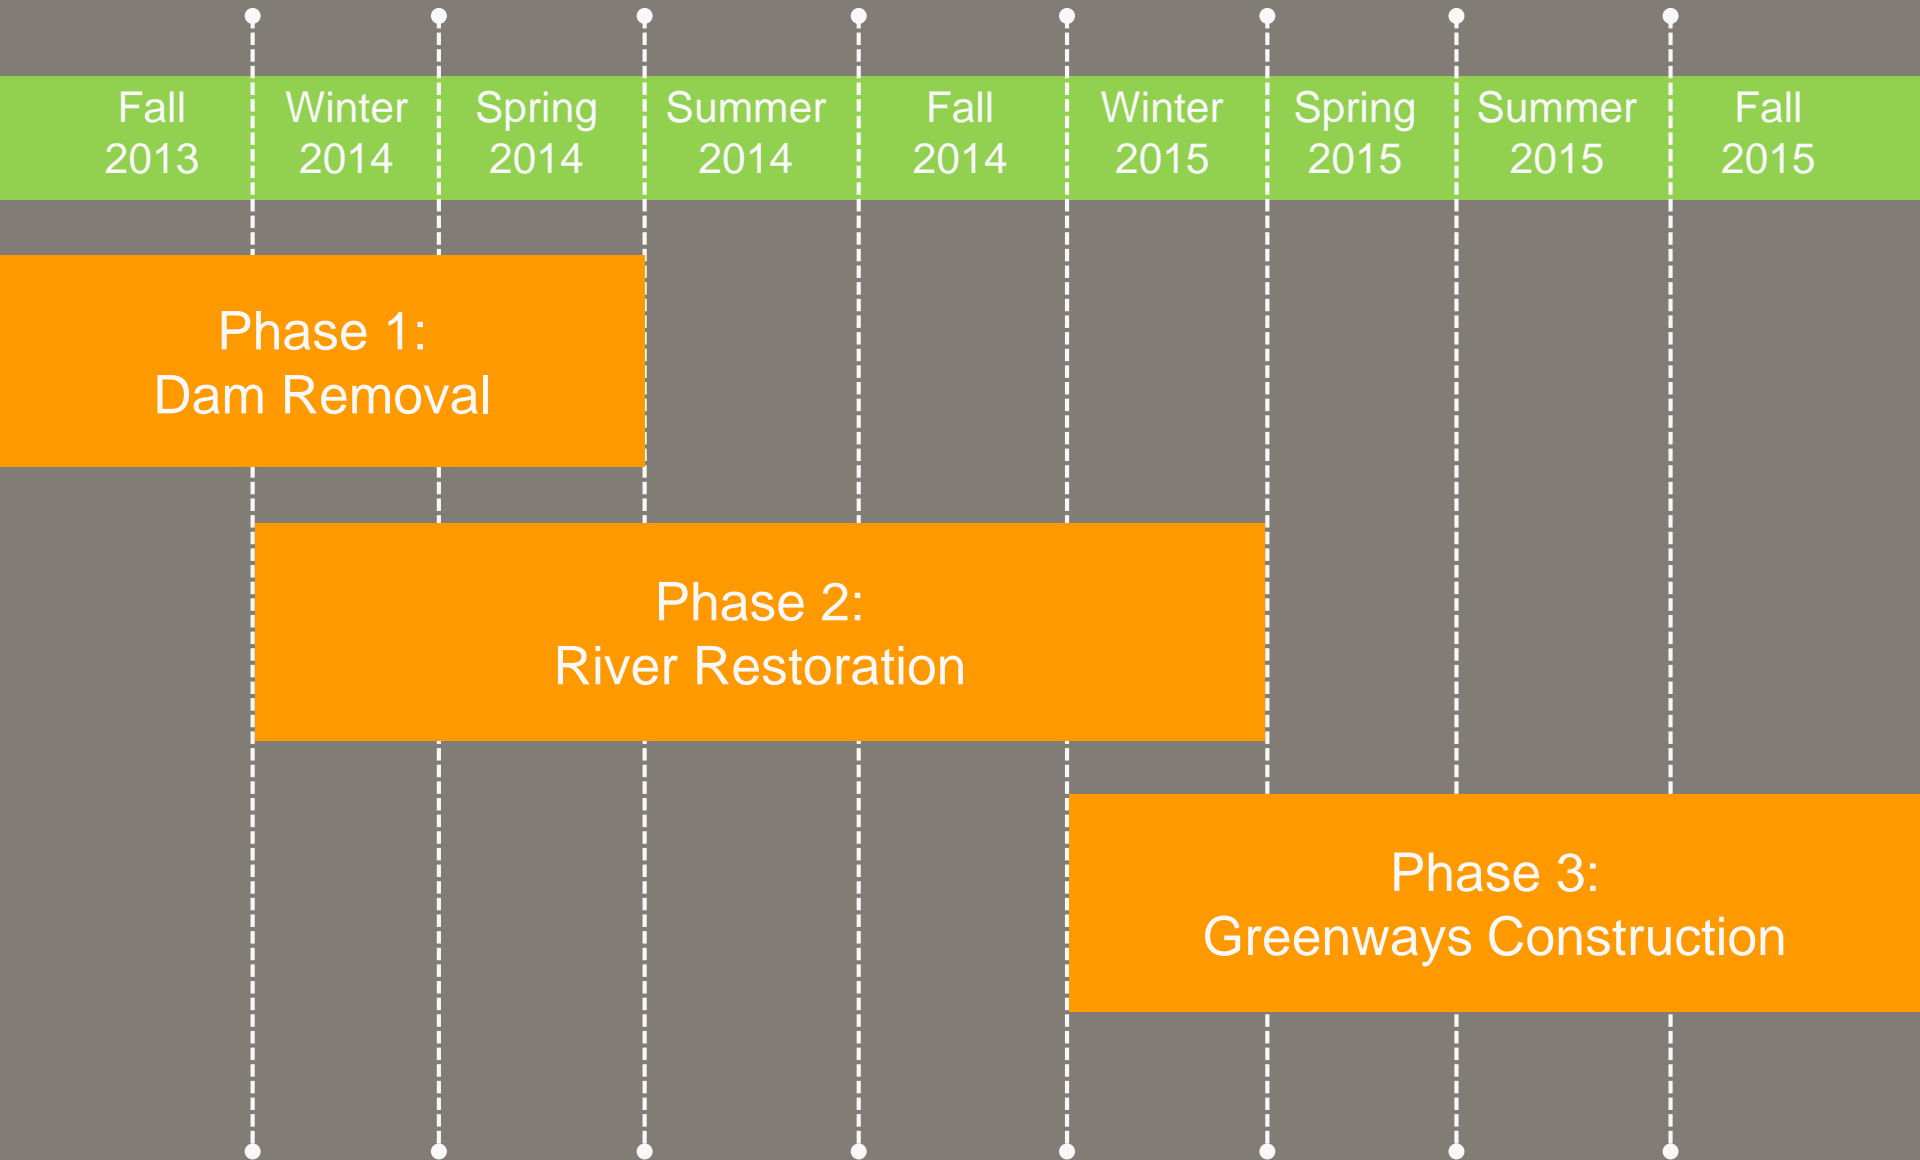 Fall
2013
Winter
2014
Spring
2014
Summer
2014
Fall
2014
Winter
2015
Spring
2015
Summer
2015
Fall
2015
Phase 1:
Dam Removal
Phase 2:
River Restoration
Phase 3:
Greenways Construction